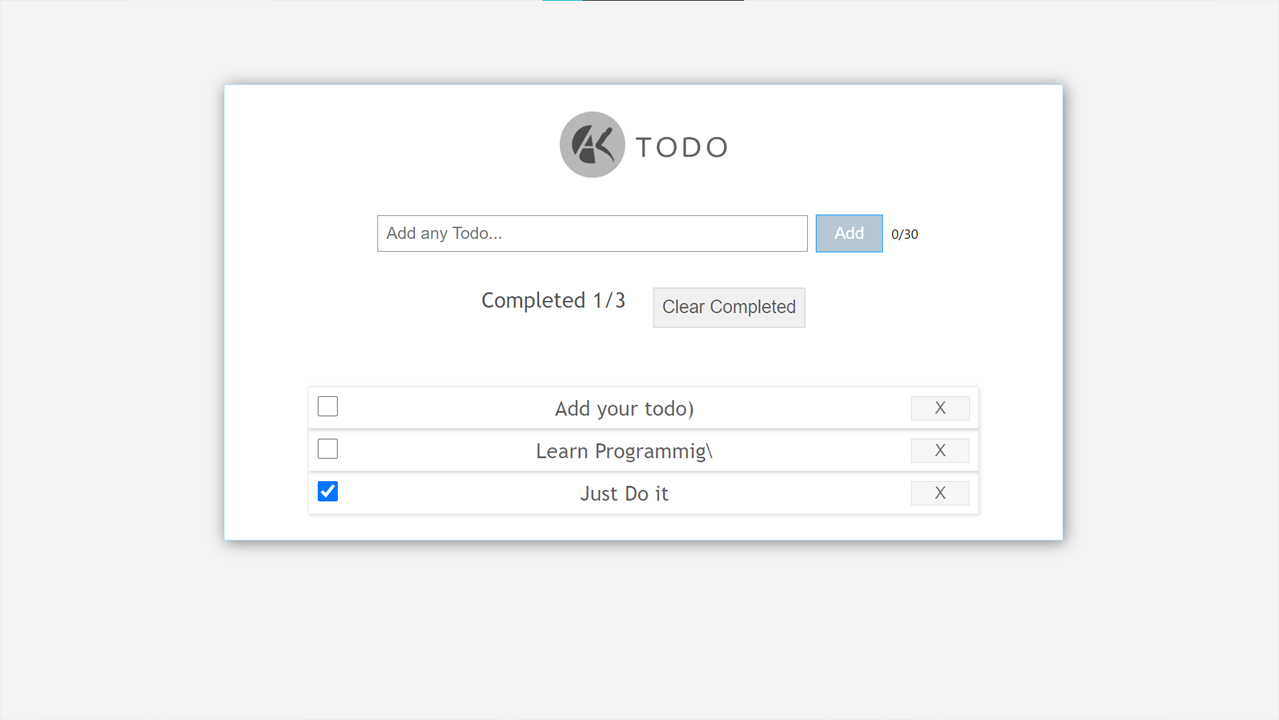 AK TODO
Add any Todo... Add 0/30
Completed 1/3 Clear Completed
Add your todo) X
Learn Programmig\ X
Just Do it X